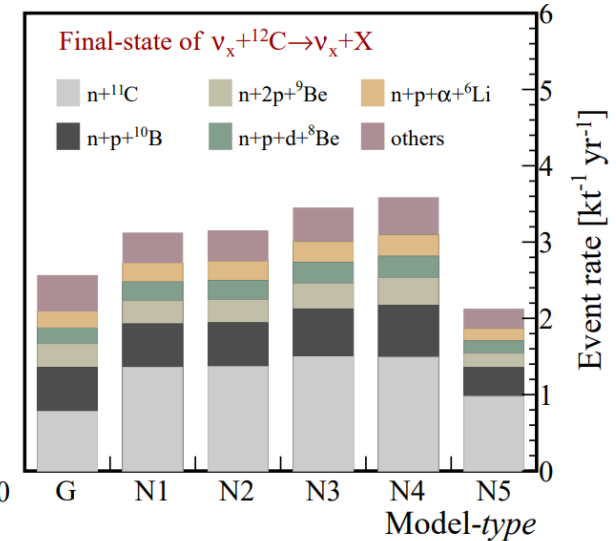 Final-state of νₓ+¹²C→νₓ+X
n+¹¹C n+2p+⁹Be n+p+α+⁶Li
n+p+¹⁰B n+p+d+⁸Be others
6
5
4
3
2
1
0
Event rate [kt⁻¹ yr⁻¹]
0 G N1 N2 N3 N4 N5
Model-type